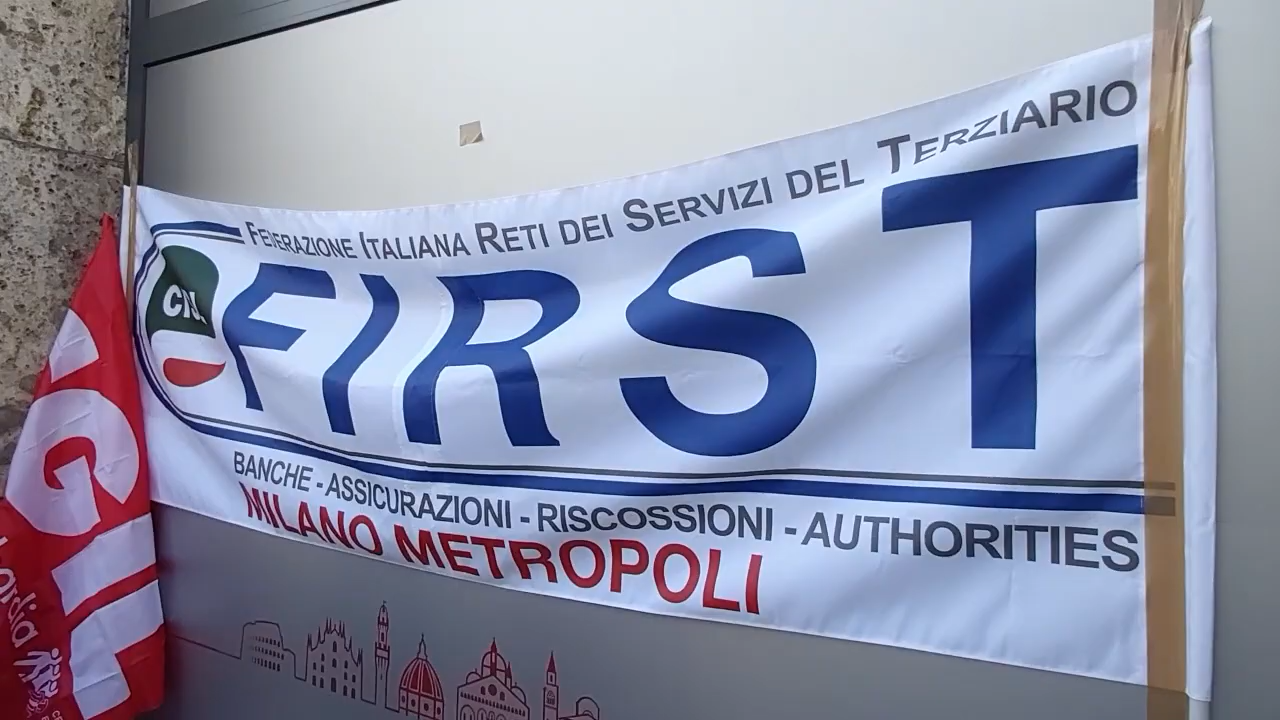 FEDERAZIONE ITALIANA RETI DEI SERVIZI DEL TERZIARIO
CISL
FIRST
BANCHE - ASSICURAZIONI - RISCOSSIONI - AUTHORITIES
MILANO METROPOLI
CGIL